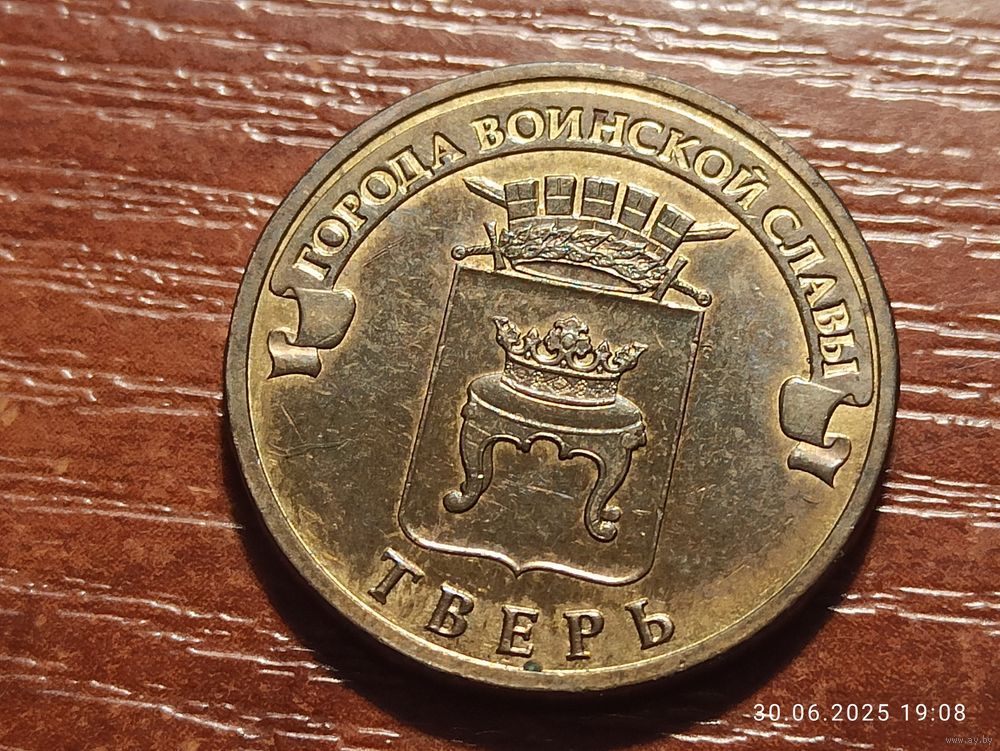 ГОРОДА ВОИНСКОЙ СЛАВЫ
ТВЕРЬ
30.06.2025 19:08
www.ay.by